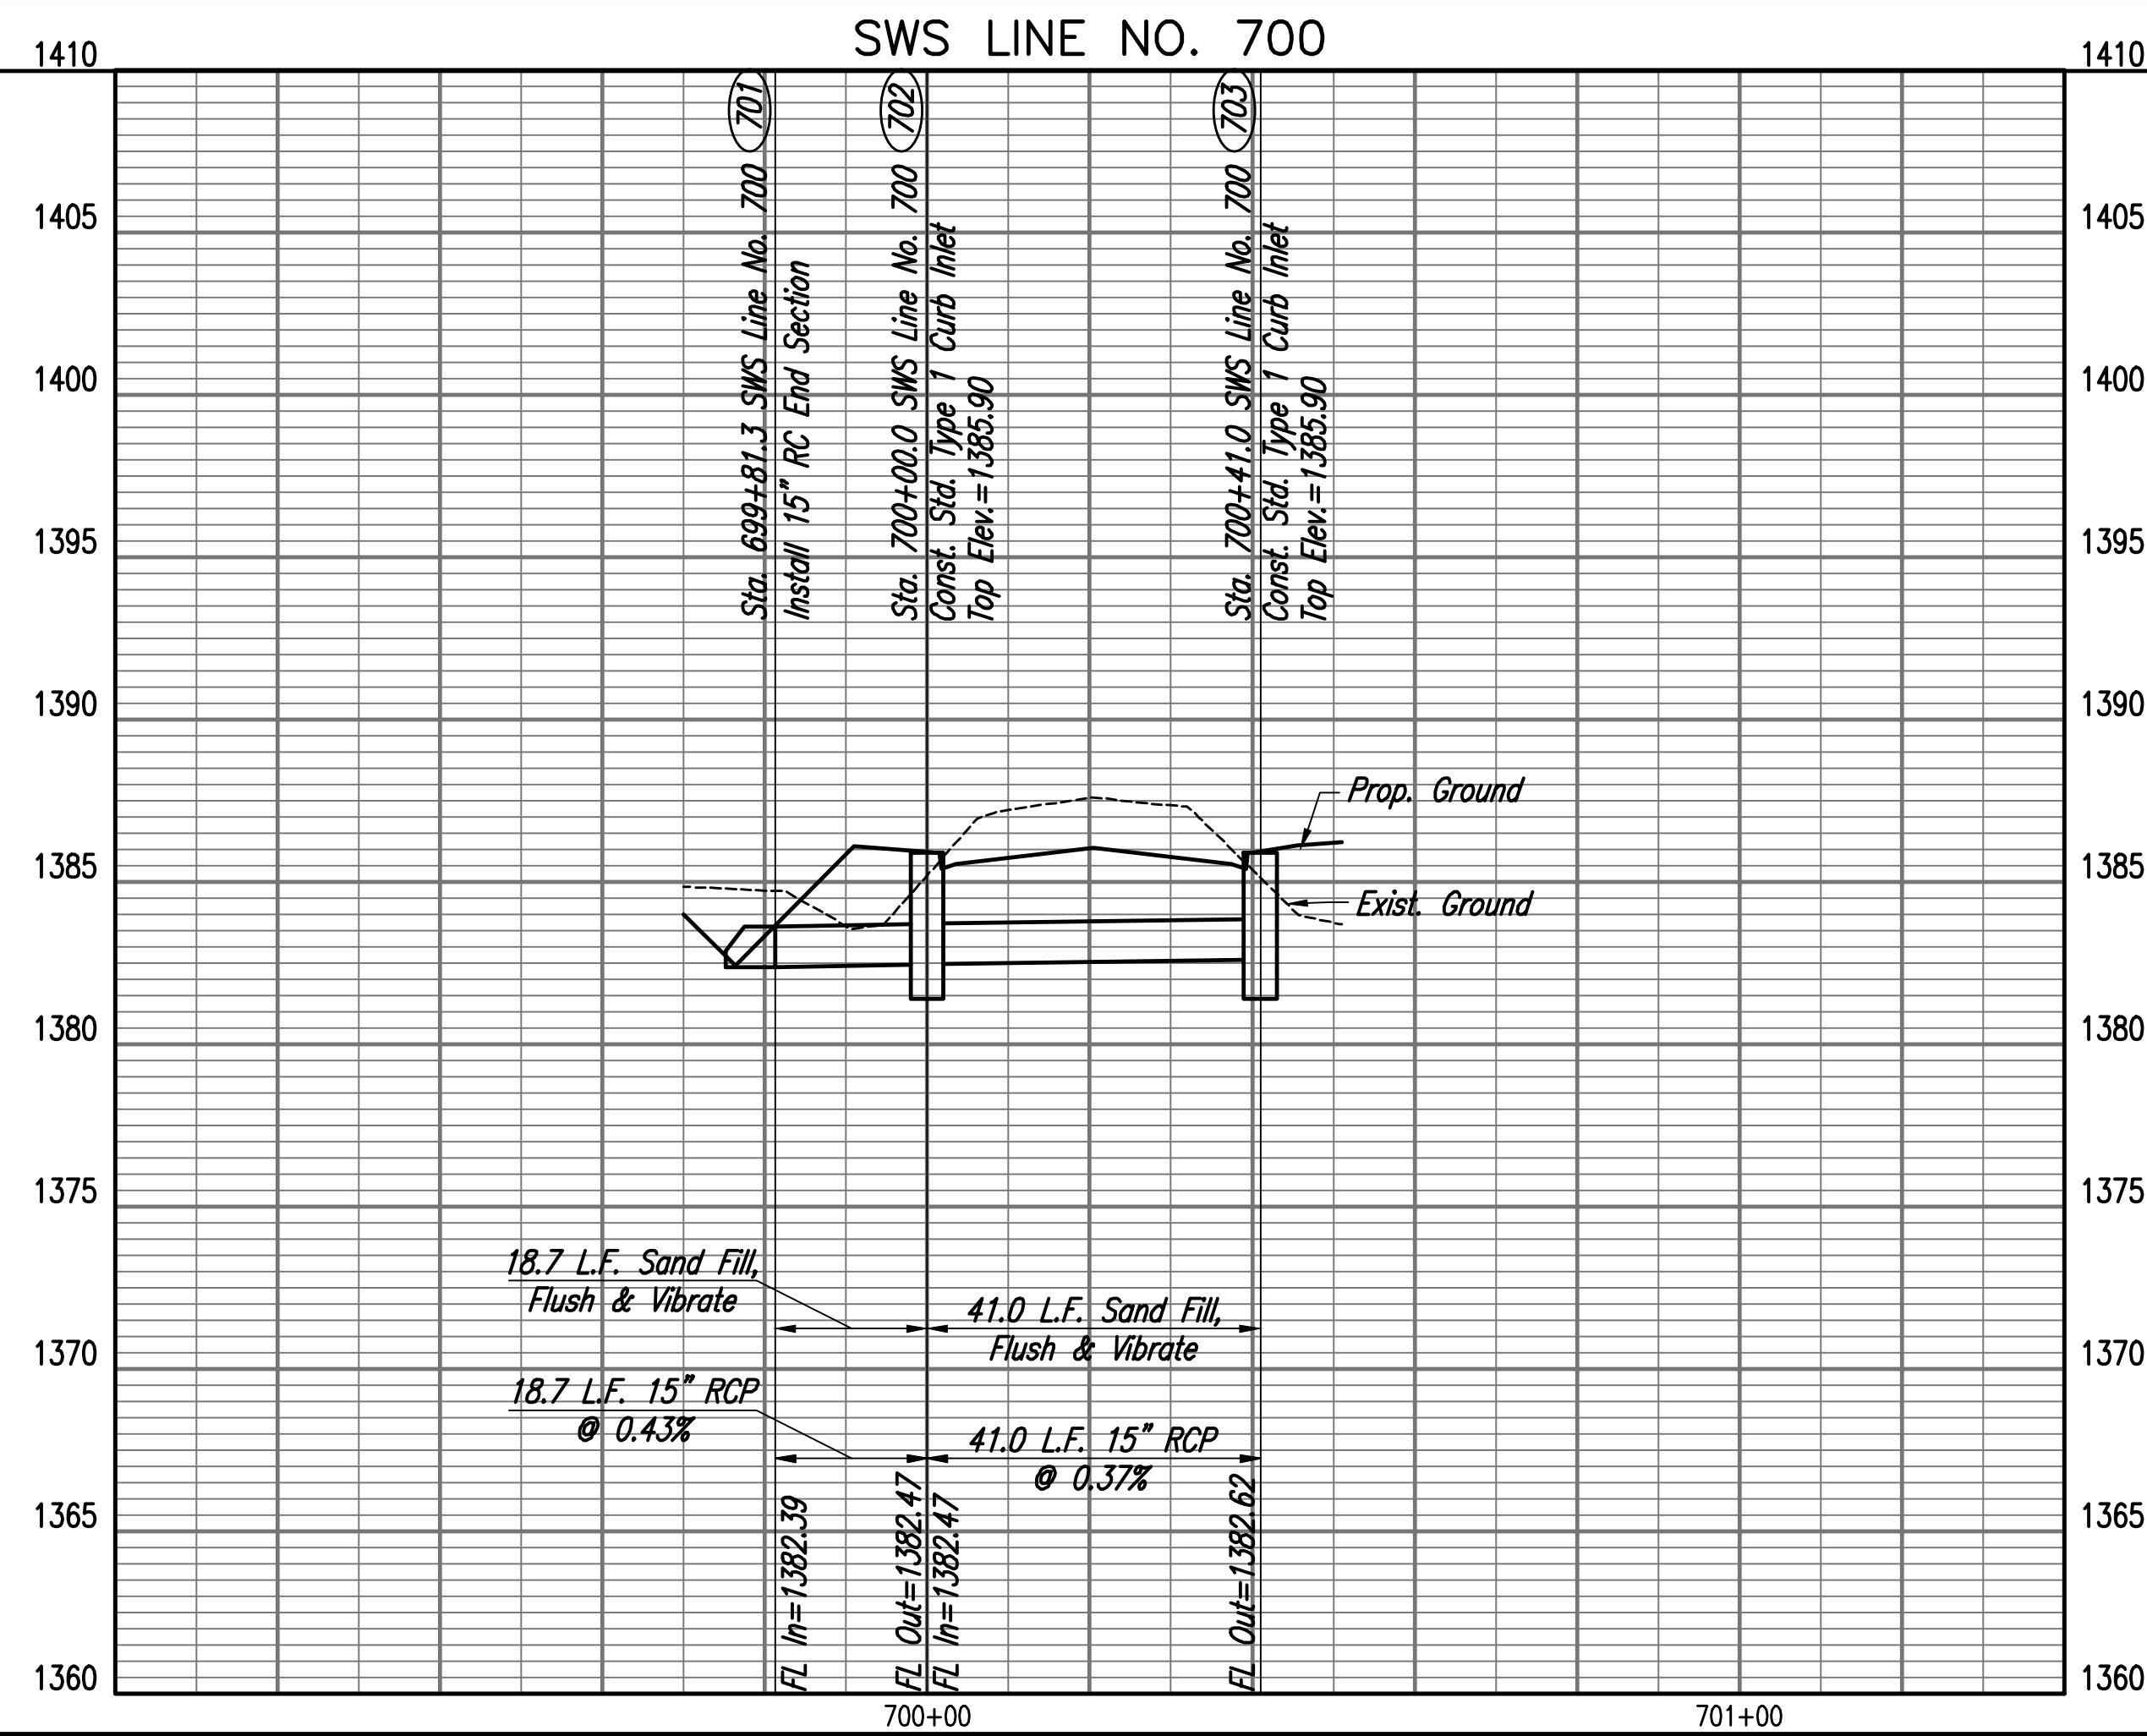 SWS LINE NO. 700
1410
1405
1400
1395
1390
1385
1380
1375
1370
1365
1360
1410
1405
1400
1395
1390
1385
1380
1375
1370
1365
1360
701
Sta. 699+81.3 SWS Line No. 700
Install 15" RC End Section
702
Sta. 700+00.0 SWS Line No. 700
Const. Std. Type 1 Curb Inlet
Top Elev.=1385.90
703
Sta. 700+41.0 SWS Line No. 700
Const. Std. Type 1 Curb Inlet
Top Elev.=1385.90
Prop. Ground
Exist. Ground
18.7 L.F. Sand Fill,
Flush & Vibrate
41.0 L.F. Sand Fill,
Flush & Vibrate
18.7 L.F. 15" RCP
@ 0.43%
41.0 L.F. 15" RCP
@ 0.37%
FL In=1382.39
FL Out=1382.47
FL In=1382.47
FL Out=1382.62
700+00
701+00